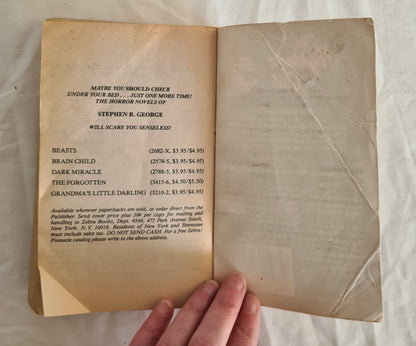 MAYBE YOU SHOULD CHECK
UNDER YOUR BED . . . JUST ONE MORE TIME!
THE HORROR NOVELS OF
STEPHEN R. GEORGE
WILL SCARE YOU SENSELESS!
BEASTS (2682-X, $3.95/$4.95)
BRAIN CHILD (2578-5, $3.95/$4.95)
DARK MIRACLE (2788-5, $3.95/$4.95)
THE FORGOTTEN (3415-6, $4.50/$5.50)
GRANDMA'S LITTLE DARLING (3210-2, $3.95/$4.95)
Available wherever paperbacks are sold, or order direct from the
Publisher. Send cover price plus 50¢ per copy for mailing and
handling to Zebra Books, Dept. 4349, 475 Park Avenue South,
New York, N.Y. 10016. Residents of New York and Tennessee
must include sales tax. DO NOT SEND CASH. For a free Zebra/
Pinnacle catalog please write to the above address.